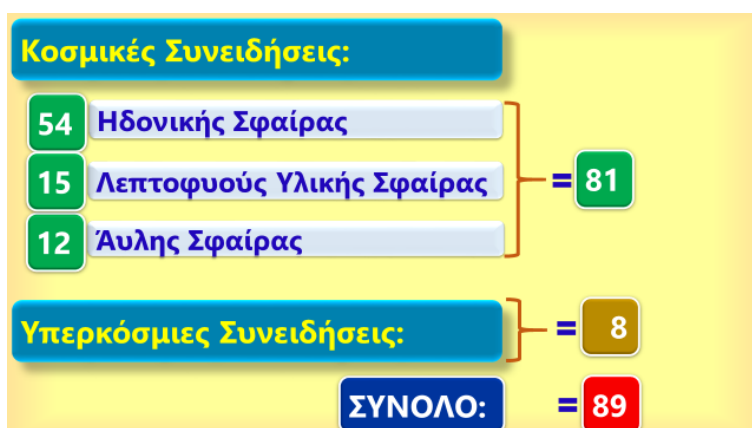 Κοσμικές Συνειδήσεις:
54 Ηδονικής Σφαίρας
15 Λεπτοφυούς Υλικής Σφαίρας = 81
12 Άυλης Σφαίρας
Υπερκόσμιες Συνειδήσεις: = 8
ΣΥΝΟΛΟ: = 89